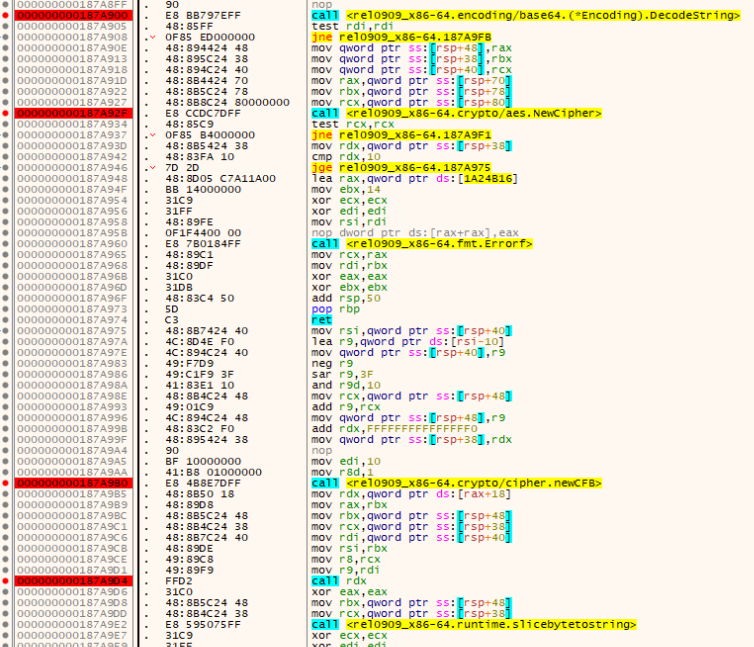 000000000187A8FF . 90 nop
000000000187A900 . E8 BB797EFF call <rel0909_x86-64.encoding/base64.(*Encoding).DecodeString>
000000000187A905 . 48:85FF test rdi,rdi
000000000187A908 . 0F85 ED000000 jne rel0909_x86-64.187A9FB
000000000187A90E . 48:894424 48 mov qword ptr ss:[rsp+48],rax
000000000187A913 . 48:895C24 38 mov qword ptr ss:[rsp+38],rbx
000000000187A918 . 48:894C24 40 mov qword ptr ss:[rsp+40],rcx
000000000187A91D . 48:8B4424 70 mov rax,qword ptr ss:[rsp+70]
000000000187A922 . 48:8B5C24 78 mov rbx,qword ptr ss:[rsp+78]
000000000187A927 . 48:8B8C24 80000000 mov rcx,qword ptr ss:[rsp+80]
000000000187A92F . E8 CCDC7DFF call <rel0909_x86-64.crypto/aes.NewCipher>
000000000187A934 . 48:85C9 test rcx,rcx
000000000187A937 . 0F85 B4000000 jne rel0909_x86-64.187A9F1
000000000187A93D . 48:8B5424 38 mov rdx,qword ptr ss:[rsp+38]
000000000187A942 . 48:83FA 10 cmp rdx,10
000000000187A946 . 7D 2D jge rel0909_x86-64.187A975
000000000187A948 . 48:8D05 C7A11A00 lea rax,qword ptr ds:[1A24B16]
000000000187A94F . BB 14000000 mov ebx,14
000000000187A954 . 31C9 xor ecx,ecx
000000000187A956 . 31FF xor edi,edi
000000000187A958 . 48:89FE mov rsi,rdi
000000000187A95B . 0F1F4400 00 nop dword ptr ds:[rax+rax],eax
000000000187A960 . E8 7B0184FF call <rel0909_x86-64.fmt.Errorf>
000000000187A965 . 48:89C1 mov rcx,rax
000000000187A968 . 48:89DF mov rdi,rbx
000000000187A96B . 31C0 xor eax,eax
000000000187A96D . 31DB xor ebx,ebx
000000000187A96F . 48:83C4 50 add rsp,50
000000000187A973 . 5D pop rbp
000000000187A974 . C3 ret
000000000187A975 . 48:8B7424 40 mov rsi,qword ptr ss:[rsp+40]
000000000187A97A . 4C:8D4E F0 lea r9,qword ptr ds:[rsi-10]
000000000187A97E . 4C:894C24 40 mov qword ptr ss:[rsp+40],r9
000000000187A983 . 49:F7D9 neg r9
000000000187A986 . 49:C1F9 3F sar r9,3F
000000000187A98A . 41:83E1 10 and r9d,10
000000000187A98E . 48:8B4C24 48 mov rcx,qword ptr ss:[rsp+48]
000000000187A993 . 49:01C9 add r9,rcx
000000000187A996 . 4C:894C24 48 mov qword ptr ss:[rsp+48],r9
000000000187A99B . 48:83C2 F0 add rdx,FFFFFFFFFFFFFFF0
000000000187A99F . 48:895424 38 mov qword ptr ss:[rsp+38],rdx
000000000187A9A4 . 90 nop
000000000187A9A5 . BF 10000000 mov edi,10
000000000187A9AA . 41:B8 01000000 mov r8d,1
000000000187A9B0 . E8 4B8E7DFF call <rel0909_x86-64.crypto/cipher.newCFB>
000000000187A9B5 . 48:8B50 18 mov rdx,qword ptr ds:[rax+18]
000000000187A9B9 . 48:89D8 mov rax,rbx
000000000187A9BC . 48:8B5C24 48 mov rbx,qword ptr ss:[rsp+48]
000000000187A9C1 . 48:8B4C24 38 mov rcx,qword ptr ss:[rsp+38]
000000000187A9C6 . 48:8B7C24 40 mov rdi,qword ptr ss:[rsp+40]
000000000187A9CB . 48:89DE mov rsi,rbx
000000000187A9CE . 49:89C8 mov r8,rcx
000000000187A9D1 . 49:89F9 mov r9,rdi
000000000187A9D4 . FFD2 call rdx
000000000187A9D6 . 31C0 xor eax,eax
000000000187A9D8 . 48:8B5C24 48 mov rbx,qword ptr ss:[rsp+48]
000000000187A9DD . 48:8B4C24 38 mov rcx,qword ptr ss:[rsp+38]
000000000187A9E2 . E8 595075FF call <rel0909_x86-64.runtime.slicebytetostring>
000000000187A9E7 . 31C9 xor ecx,ecx
000000000187A9E9 . 31FF xor edi,edi